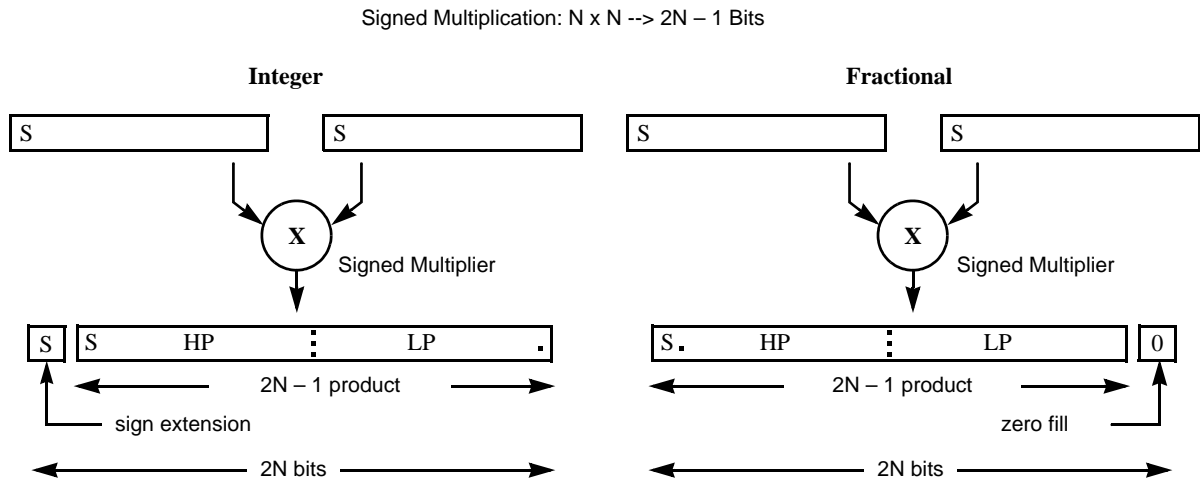 Signed Multiplication: N x N --> 2N – 1 Bits
Integer
Fractional
S
S
S
S
X
X
Signed Multiplier
Signed Multiplier
S
S
HP
LP
.
S.
HP
LP
0
2N – 1 product
2N – 1 product
sign extension
zero fill
2N bits
2N bits